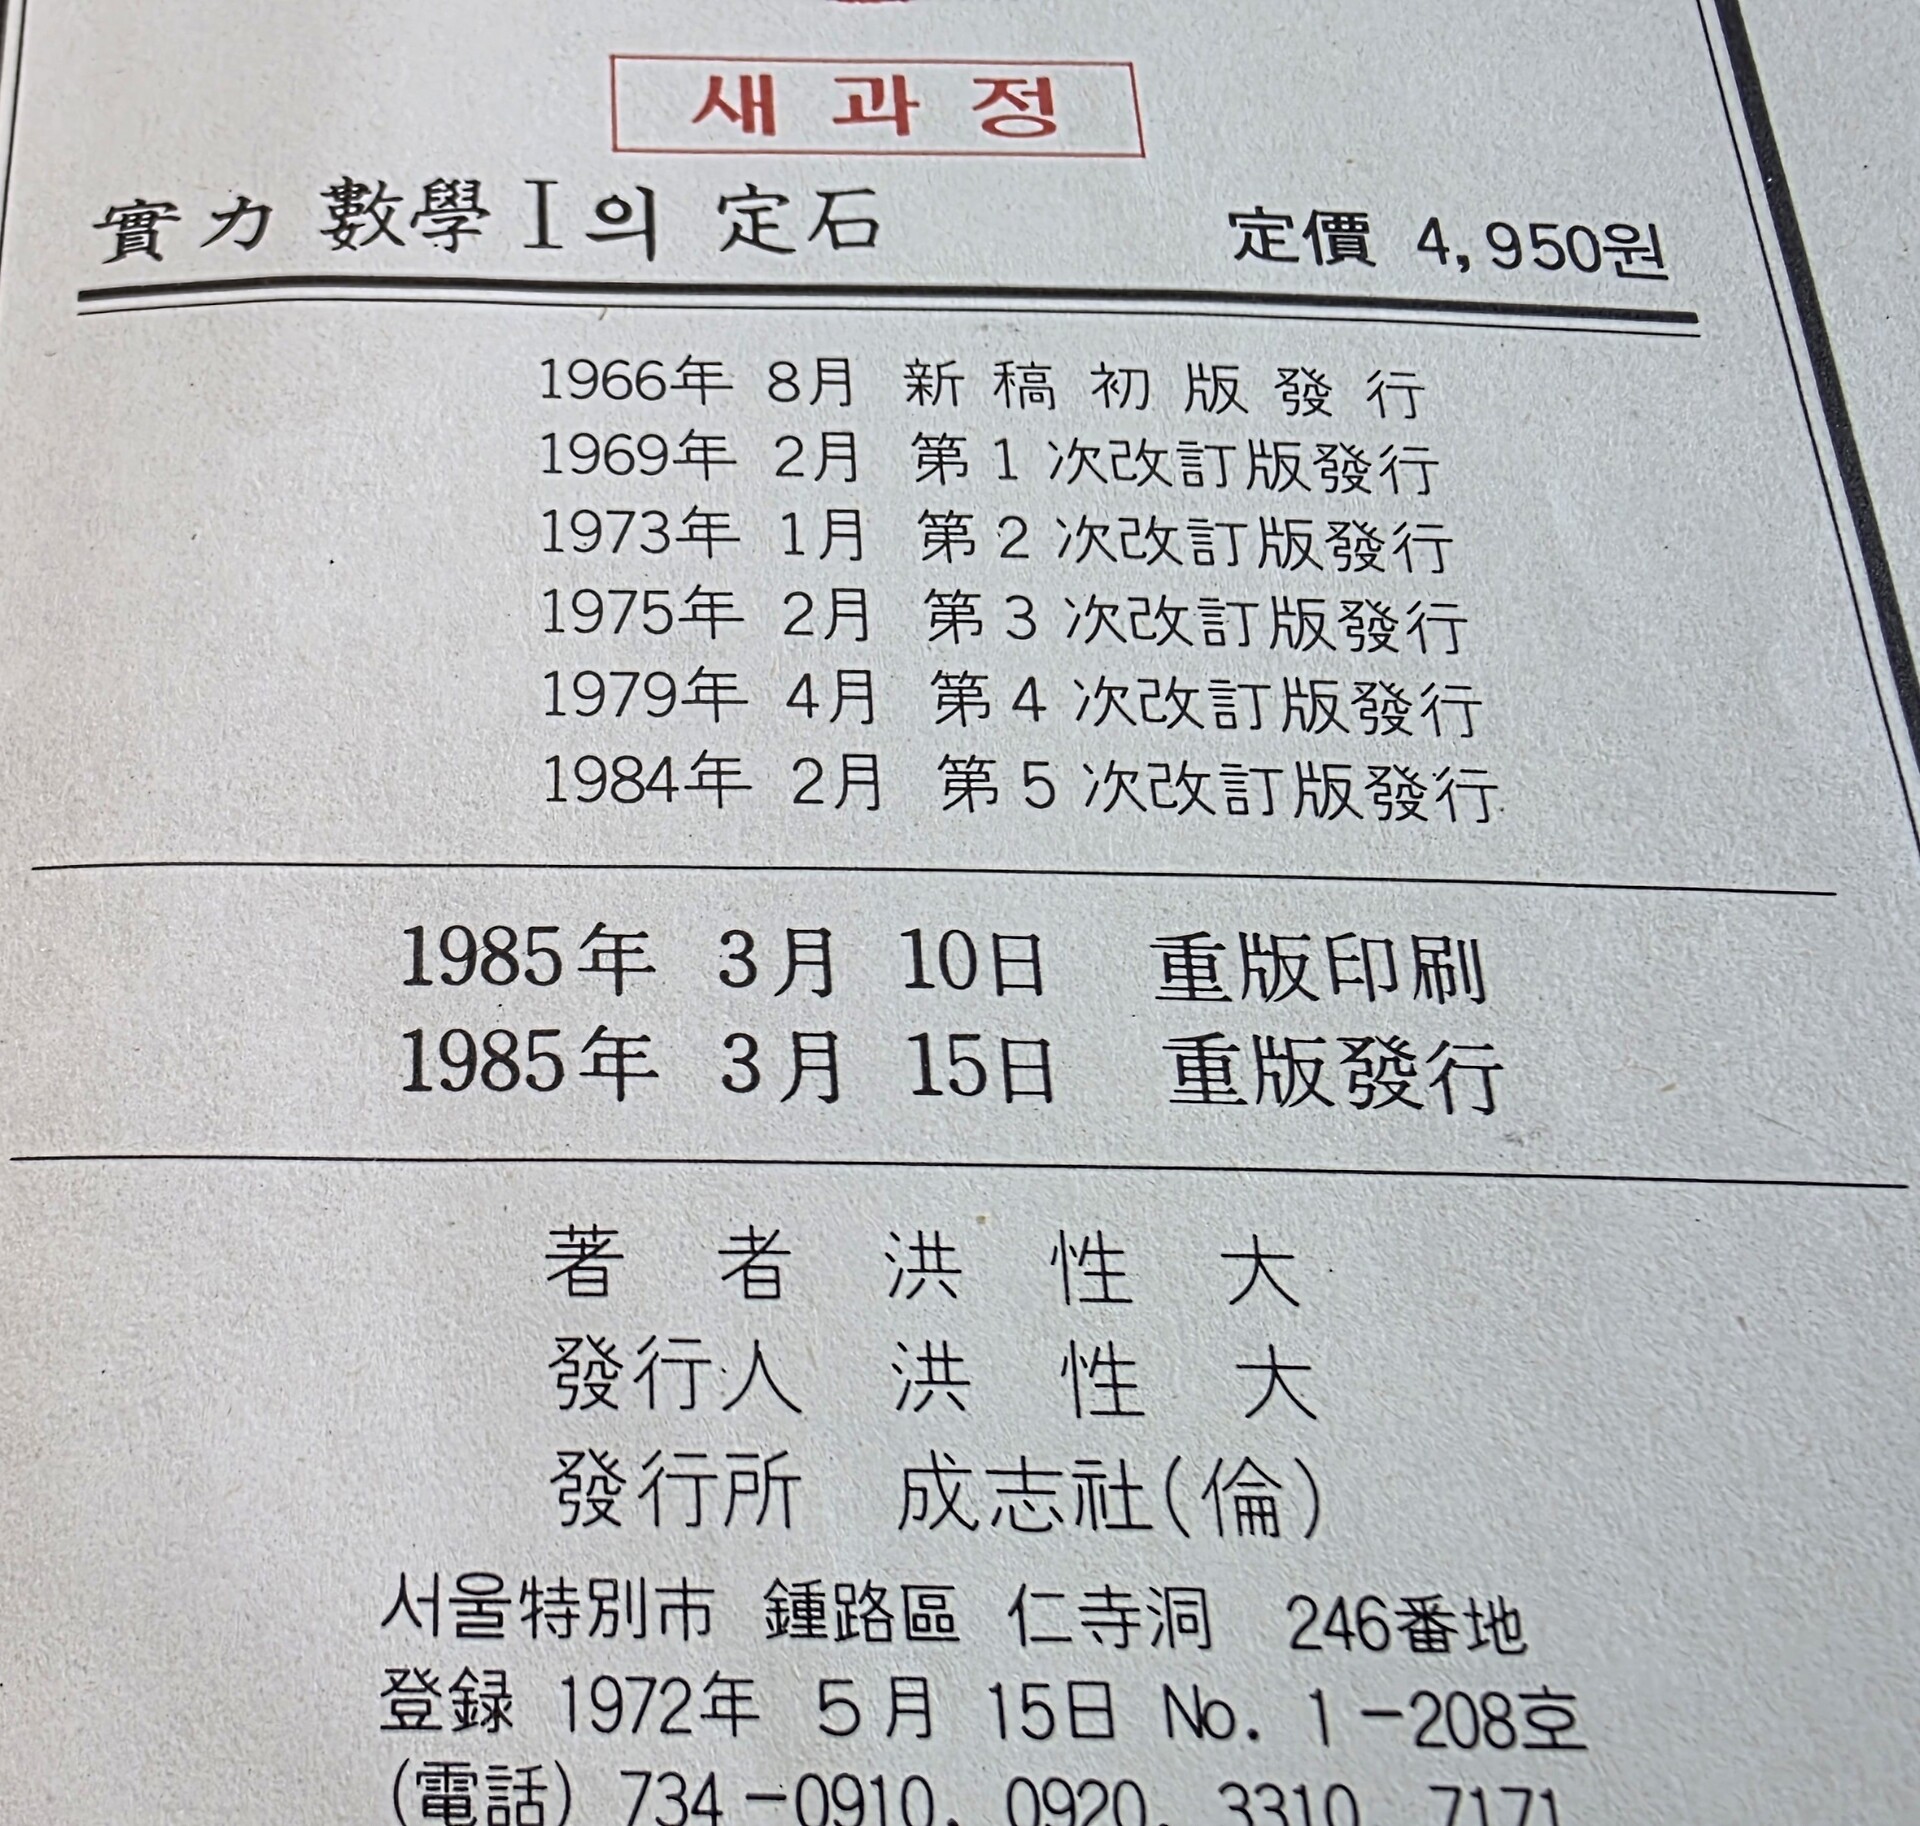 새 과 정
實力 數學 I 의 定石 定價 4,950원
1966年 8月 新稿初版發行
1969年 2月 第1次改訂版發行
1973年 1月 第2次改訂版發行
1975年 2月 第3次改訂版發行
1979年 4月 第4次改訂版發行
1984年 2月 第5次改訂版發行
1985年 3月 10日 重版印刷
1985年 3月 15日 重版發行
著者 洪性大
發行人 洪性大
發行所 成志社(倫)
서울特別市 鍾路區 仁寺洞 246番地
登録 1972年 5月 15日 No. 1-208호
(電話) 734-0910, 0920, 3310, 7171